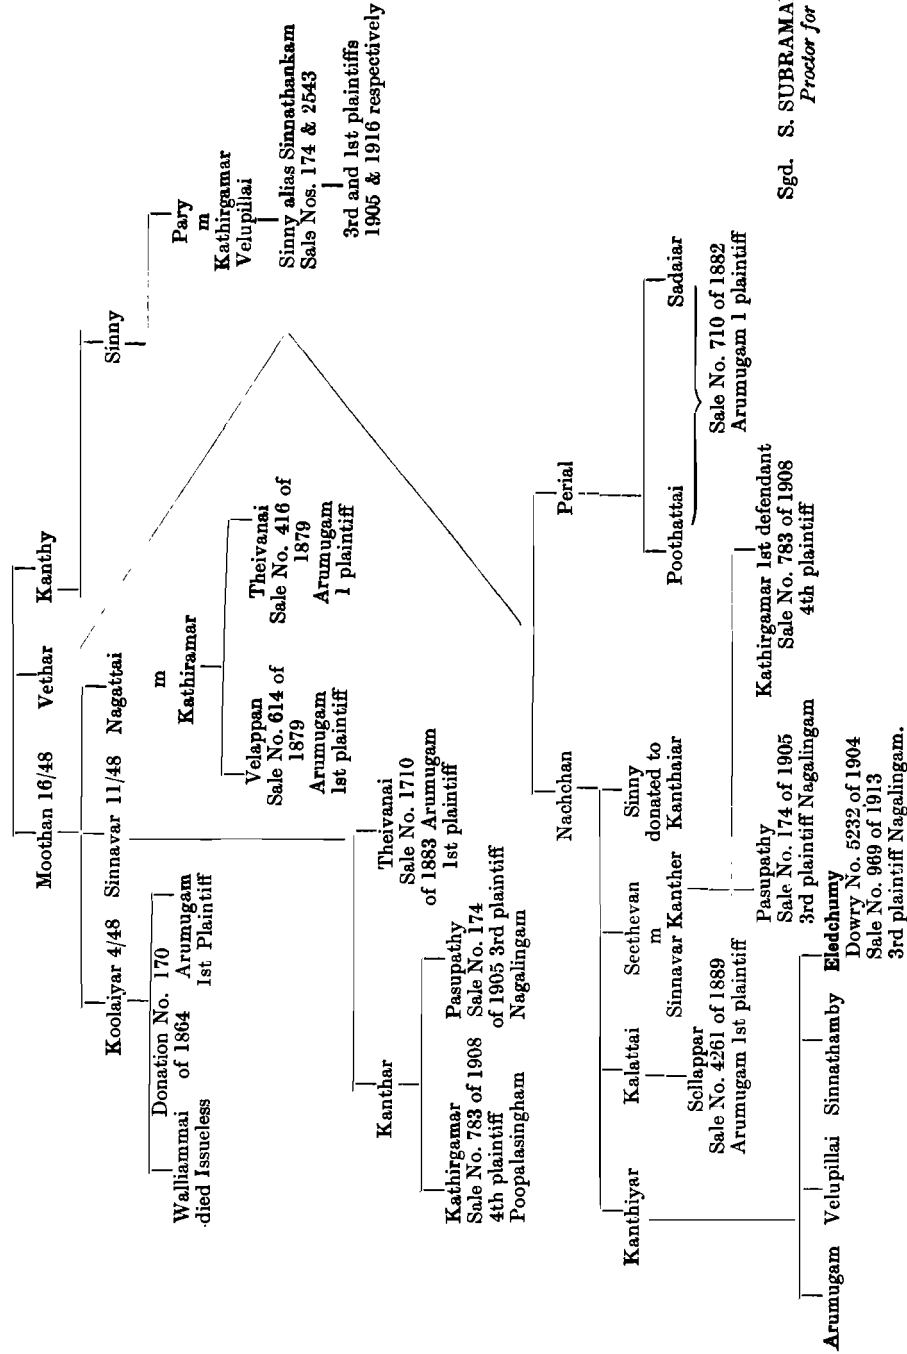 Moothan 16/48 Vethar Kanthy
Koolaiyar 4/48 Sinnavar 11/48 Nagattai Sinny
Donation No. 170
Walliammai of 1864 Arumugam
died Issueless 1st Plaintiff
m
Kathiramar
Pary
m
Kathirgamar
Velupillai
Velappan
Sale No. 614 of
1879
Arumugam
1st plaintiff
Theivanai
Sale No. 416 of
1879
Arumugam
1 plaintiff
Sinny alias Sinnathankam
Sale Nos. 174 & 2543
3rd and 1st plaintiffs
1905 & 1916 respectively
Kanthar
Theivanai
Sale No. 1710
of 1883 Arumugam
1st plaintiff
Kathirgamar
Sale No. 783 of 1908
4th plaintiff
Poopalasingham
Pasupathy
Sale No. 174
of 1905 3rd plaintiff
Nagalingam
Nachchan Perial
Kanthiyar Kalattai Secthevan Sinny
m donated to
Sinnavar Kanther Kanthaiar
Poothattai Sadaiar
Sale No. 710 of 1882
Arumugam 1 plaintiff
Sellappar
Sale No. 4261 of 1889
Arumugam 1st plaintiff
Pasupathy
Sale No. 174 of 1905
3rd plaintiff Nagalingam
Kathirgamar 1st defendant
Sale No. 783 of 1908
4th plaintiff
Arumugam Velupillai Sinnathamby Eledchumy
Dowry No. 5232 of 1904
Sale No. 969 of 1913
3rd plaintiff Nagalingam.
Sgd. S. SUBRAMA
Proctor for